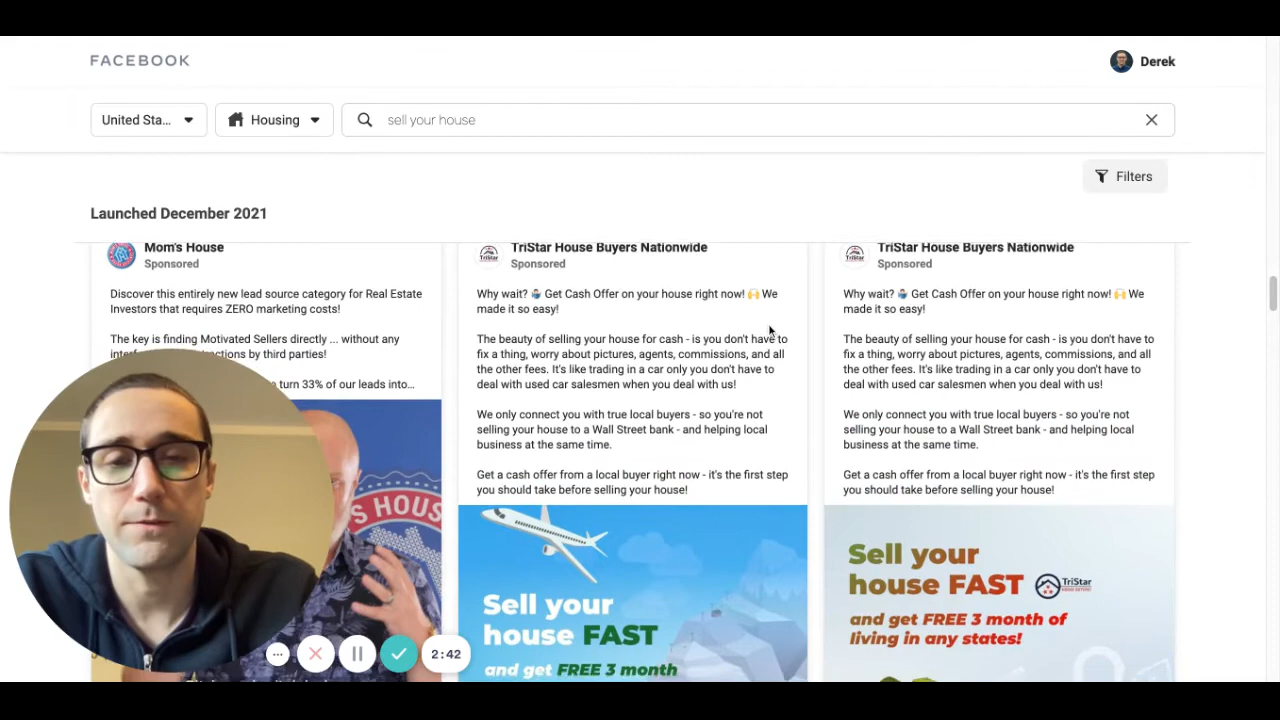 FACEBOOK
Derek
United Sta...
Housing
sell your house
Filters
Launched December 2021
Mom's House
Sponsored
Discover this entirely new lead source category for Real Estate
Investors that requires ZERO marketing costs!
The key is finding Motivated Sellers directly ... without any
by third parties!
turn 33% of our leads into...
S HOUS
TriStar House Buyers Nationwide
Sponsored
Why wait? 🤷🏻‍♂️ Get Cash Offer on your house right now! 🙌 We
made it so easy!
The beauty of selling your house for cash - is you don't have to
fix a thing, worry about pictures, agents, commissions, and all
the other fees. It's like trading in a car only you don't have to
deal with used car salesmen when you deal with us!
We only connect you with true local buyers - so you're not
selling your house to a Wall Street bank - and helping local
business at the same time.
Get a cash offer from a local buyer right now - it's the first step
you should take before selling your house!
Sell your
house FAST
and get FREE 3 month
TriStar House Buyers Nationwide
Sponsored
Why wait? 🤷🏻‍♂️ Get Cash Offer on your house right now! 🙌 We
made it so easy!
The beauty of selling your house for cash - is you don't have to
fix a thing, worry about pictures, agents, commissions, and all
the other fees. It's like trading in a car only you don't have to
deal with used car salesmen when you deal with us!
We only connect you with true local buyers - so you're not
selling your house to a Wall Street bank - and helping local
business at the same time.
Get a cash offer from a local buyer right now - it's the first step
you should take before selling your house!
Sell your
house FAST
TriStar
and get FREE 3 month of
living in any states!
2:42